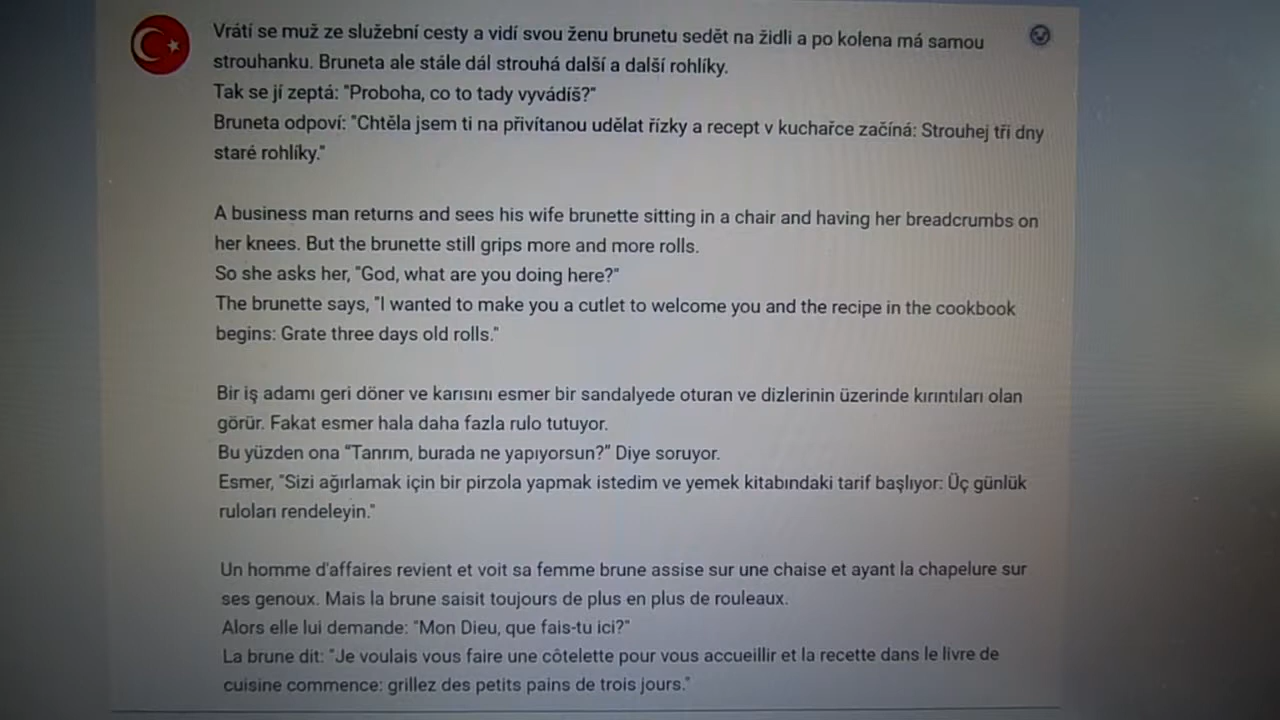 Vrátí se muž ze služební cesty a vidí svou ženu brunetu sedět na židli a po kolena má samou
strouhanku. Bruneta ale stále dál strouhá další a další rohlíky.
Tak se jí zeptá: "Proboha, co to tady vyvádíš?"
Bruneta odpoví: "Chtěla jsem ti na přivítanou udělat řízky a recept v kuchařce začíná: Strouhej tři dny
staré rohlíky."
A business man returns and sees his wife brunette sitting in a chair and having her breadcrumbs on
her knees. But the brunette still grips more and more rolls.
So she asks her, "God, what are you doing here?"
The brunette says, "I wanted to make you a cutlet to welcome you and the recipe in the cookbook
begins: Grate three days old rolls."
Bir iş adamı geri döner ve karısını esmer bir sandalyede oturan ve dizlerinin üzerinde kırıntıları olan
görür. Fakat esmer hala daha fazla rulo tutuyor.
Bu yüzden ona “Tanrım, burada ne yapıyorsun?” Diye soruyor.
Esmer, "Sizi ağırlamak için bir pirzola yapmak istedim ve yemek kitabındaki tarif başlıyor: Üç günlük
ruloları rendeleyin."
Un homme d'affaires revient et voit sa femme brune assise sur une chaise et ayant la chapelure sur
ses genoux. Mais la brune saisit toujours de plus en plus de rouleaux.
Alors elle lui demande: "Mon Dieu, que fais-tu ici?"
La brune dit: "Je voulais vous faire une côtelette pour vous accueillir et la recette dans le livre de
cuisine commence: grillez des petits pains de trois jours."